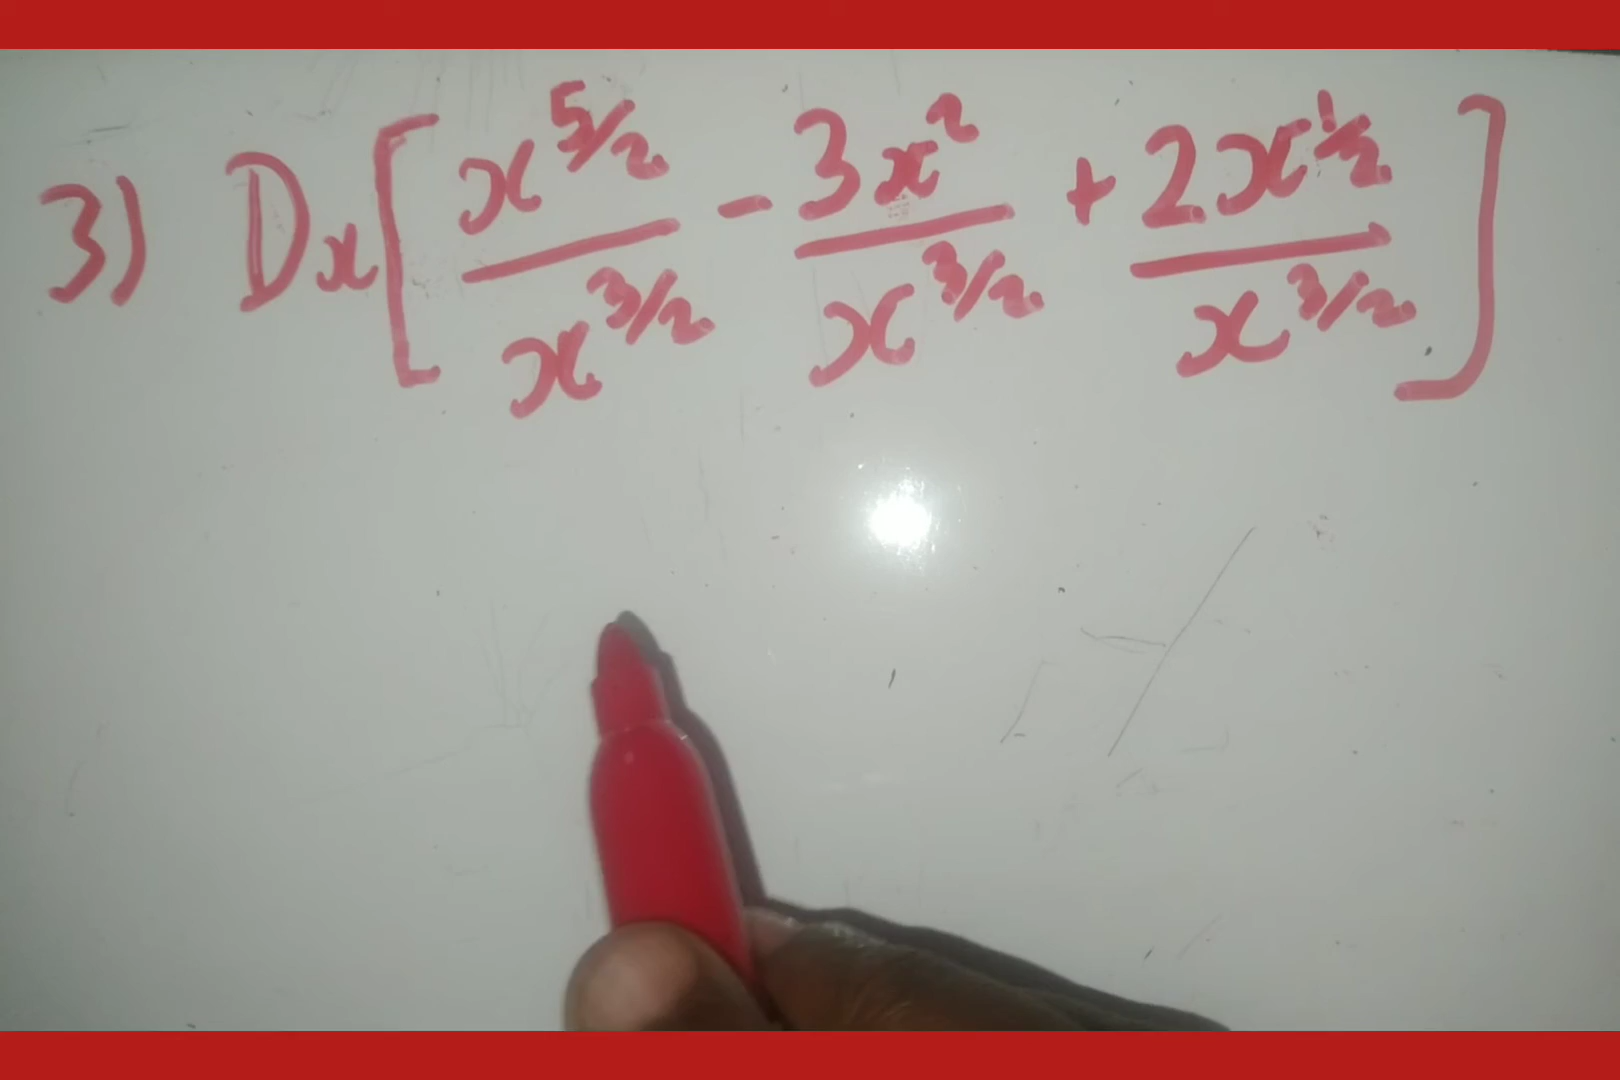 3) Dx[x^5/2 / x^3/2 - 3x^2 / x^3/2 + 2x^1/2 / x^3/2]